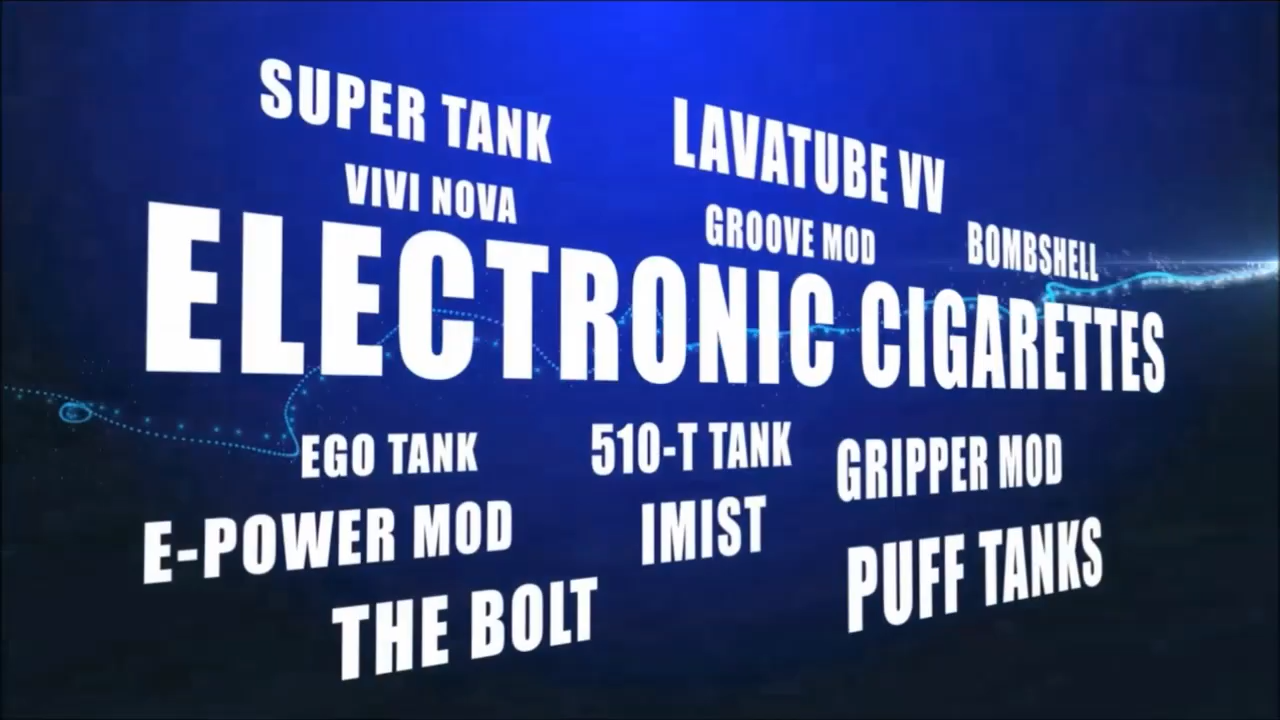 SUPER TANK
LAVATUBE VV
VIVI NOVA
GROOVE MOD
BOMBSHELL
ELECTRONIC CIGARETTES
EGO TANK
510-T TANK
GRIPPER MOD
E-POWER MOD
IMIST
PUFF TANKS
THE BOLT